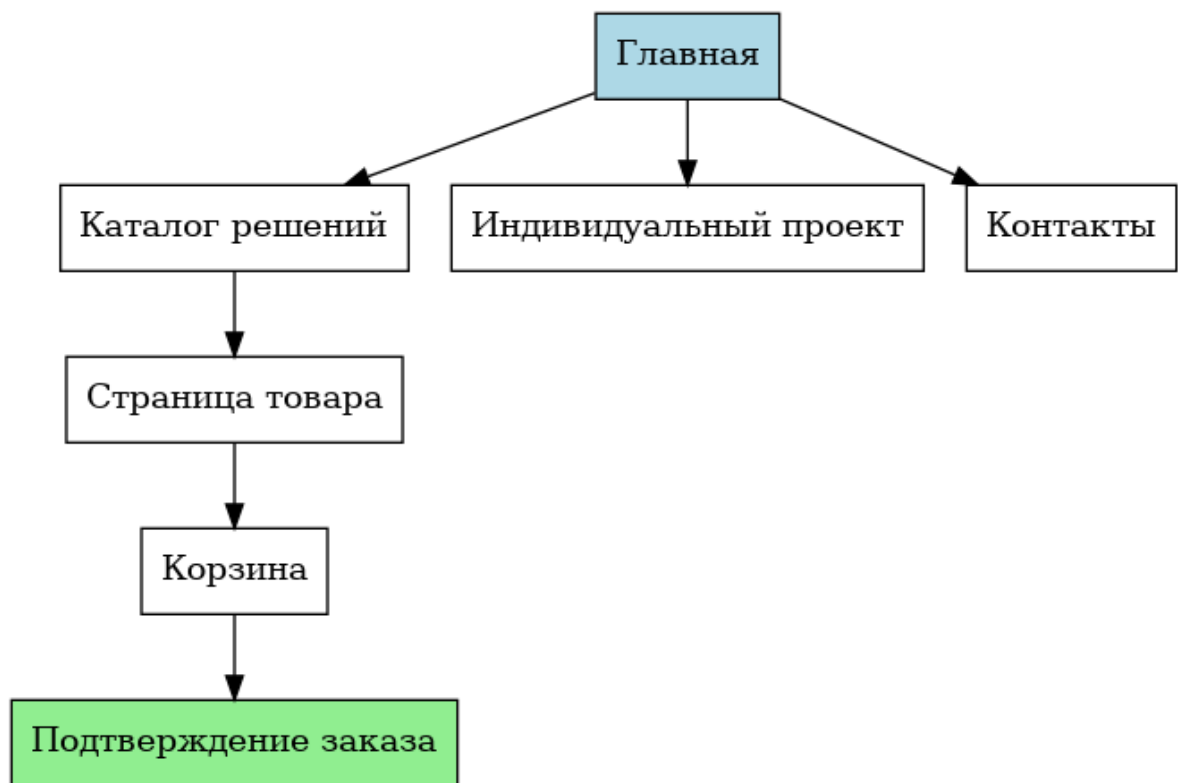 Главная
Каталог решений
Индивидуальный проект
Контакты
Страница товара
Корзина
Подтверждение заказа